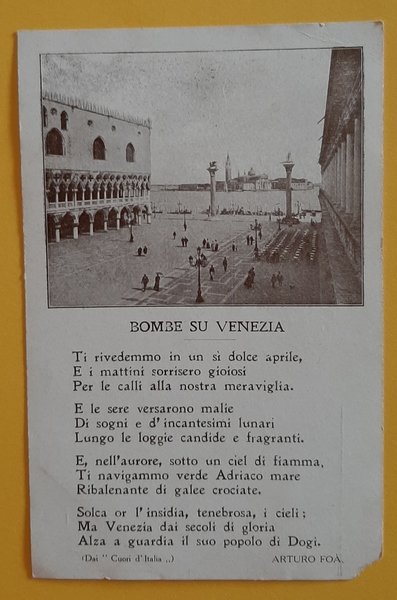 BOMBE SU VENEZIA
Ti rivedemmo in un sì dolce aprile,
E i mattini sorrisero gioiosi
Per le calli alla nostra meraviglia.
E le sere versarono malie
Di sogni e d'incantesimi lunari
Lungo le loggie candide e fragranti.
E, nell'aurore, sotto un ciel di fiamma,
Ti navigammo verde Adriaco mare
Ribalenante di galee crociate.
Solca or l'insidia, tenebrosa, i cieli;
Ma Venezia dai secoli di gloria
Alza a guardia il suo popolo di Dogi.
(Dai " Cuori d'Italia „) ARTURO FOÀ.